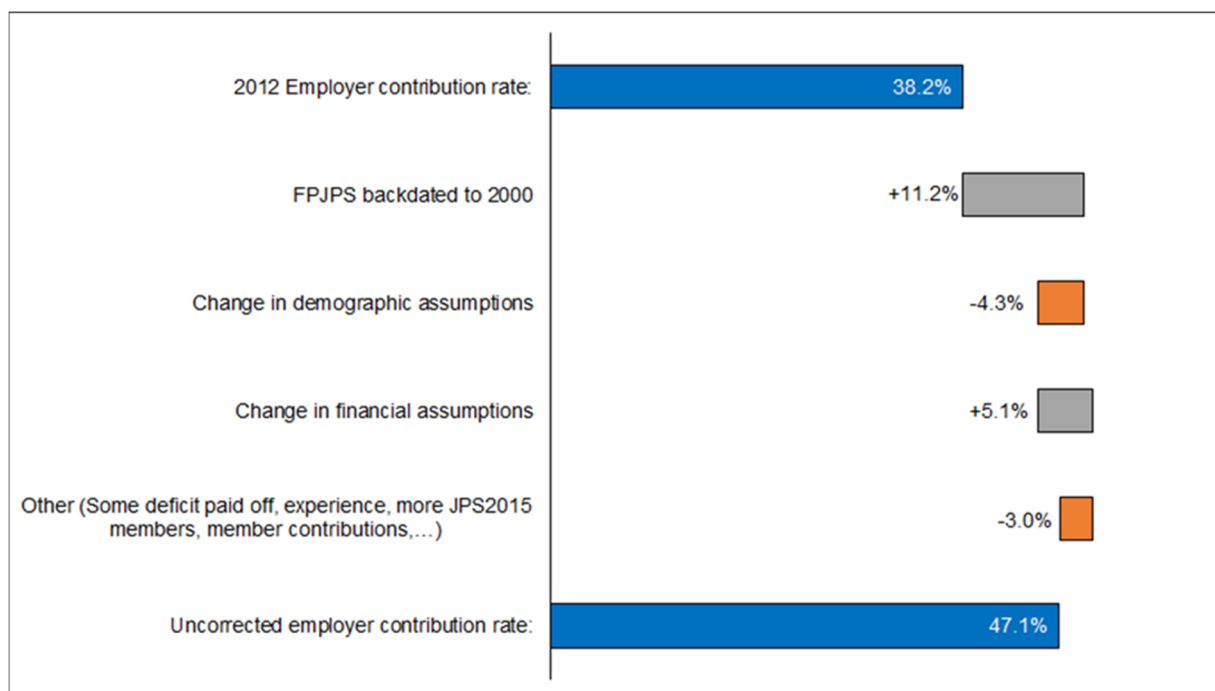 2012 Employer contribution rate:
38.2%
FPJPS backdated to 2000
+11.2%
Change in demographic assumptions
-4.3%
Change in financial assumptions
+5.1%
Other (Some deficit paid off, experience, more JPS2015
members, member contributions,…)
-3.0%
Uncorrected employer contribution rate:
47.1%